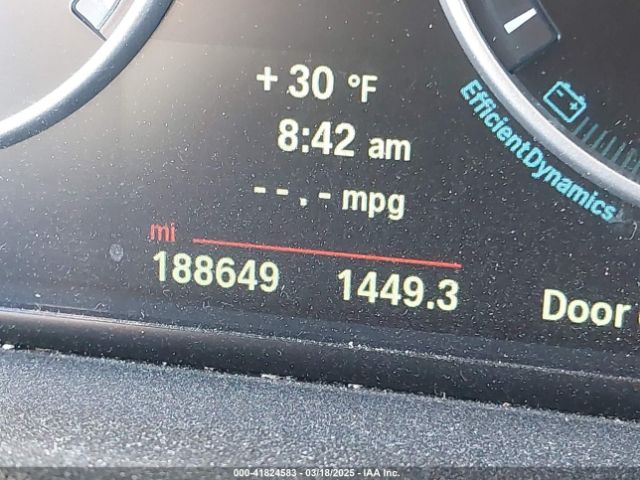 + 30 °F
8:42 am
--.- mpg
EfficientDynamics
mi
188649 1449.3
Door
000-41824583 - 03/18/2025 - IAA Inc.